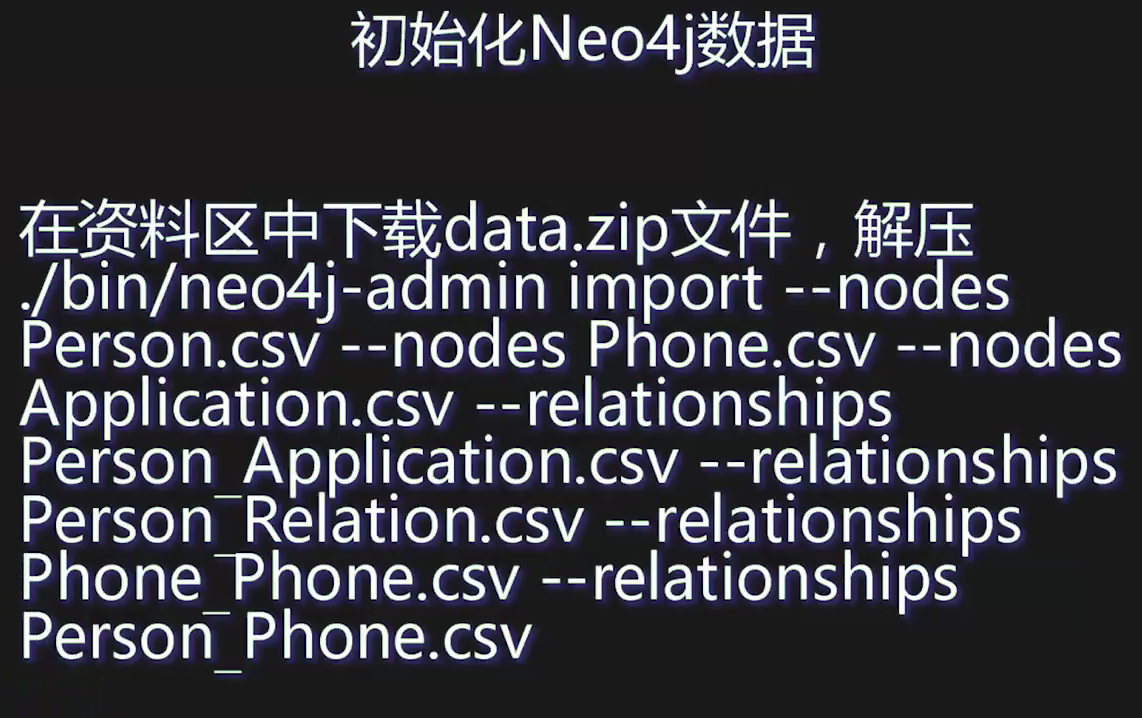 初始化Neo4j数据
在资料区中下载data.zip文件，解压
./bin/neo4j-admin import --nodes
Person.csv --nodes Phone.csv --nodes
Application.csv --relationships
Person_Application.csv --relationships
Person_Relation.csv --relationships
Phone_Phone.csv --relationships
Person_Phone.csv